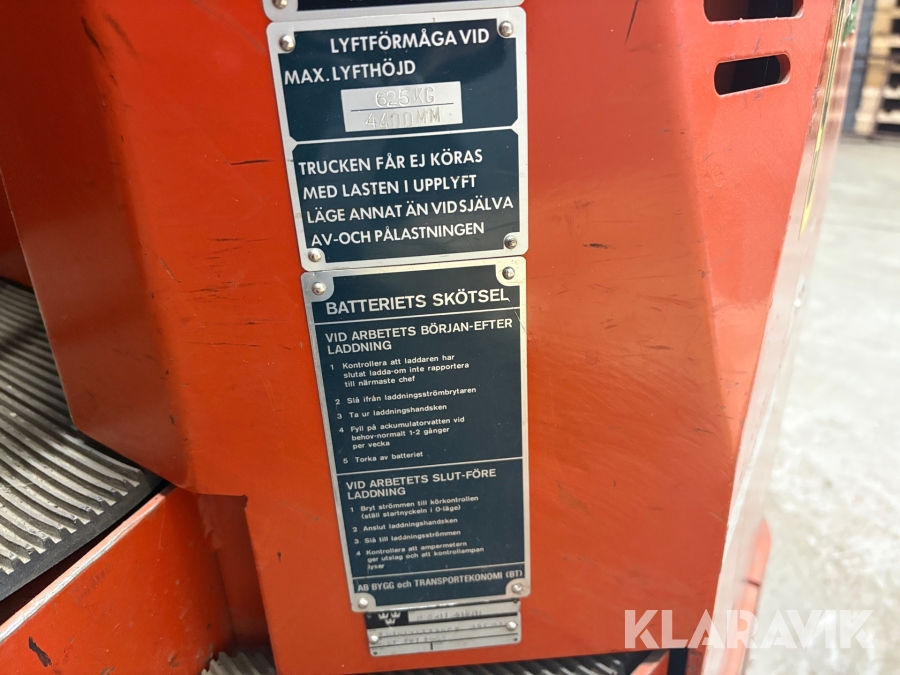 LYFTFÖRMÅGA VID
MAX. LYFTHÖJD
625KG
4400MM
TRUCKEN FÅR EJ KÖRAS
MED LASTEN I UPPLYFT
LÄGE ANNAT ÄN VID SJÄLVA
AV-OCH PÅLASTNINGEN
BATTERIETS SKÖTSEL
VID ARBETETS BÖRJAN-EFTER
LADDNING
1 Kontrollera att laddaren har
slutat ladda-om inte rapportera
till närmaste chef
2 Slå ifrån laddningsströmbrytaren
3 Ta ur laddningshandsken
4 Fyll på ackumulatorvatten vid
behov-normalt 1-2 gånger
per vecka
5 Torka av batteriet
VID ARBETETS SLUT-FÖRE
LADDNING
1 Bryt strömmen till körkontrollen
(ställ startnyckeln i 0-läge)
2 Anslut laddningshandsken
3 Slå till laddningsströmmen
4 Kontrollera att ampermetern
ger utslag och att kontrollampan
lyser
AB BYGG och TRANSPORTEKONOMI (BT)
KLARAVIK